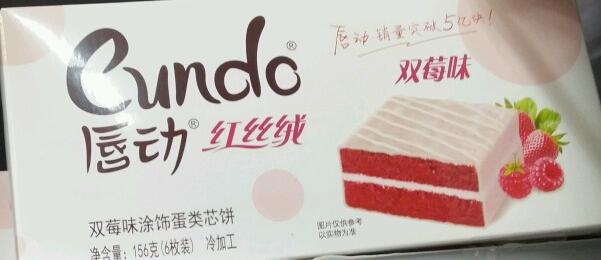 Cundo®
唇动®
红丝绒
唇动 销量突破5亿块!
双莓味
双莓味涂饰蛋类芯饼
净含量: 156克(6枚装) 冷加工
图片仅供参考
以实物为准